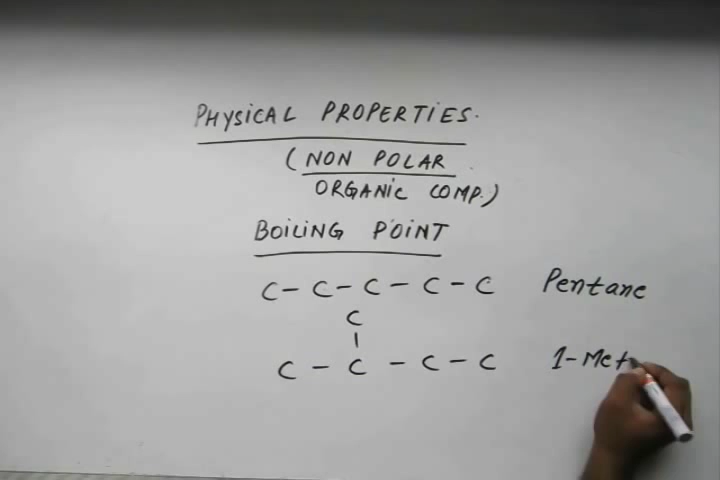 PHYSICAL PROPERTIES.
(NON POLAR
ORGANIC COMP.)
BOILING POINT
C - C - C - C - C Pentane
C
|
C - C - C - C 1-Met